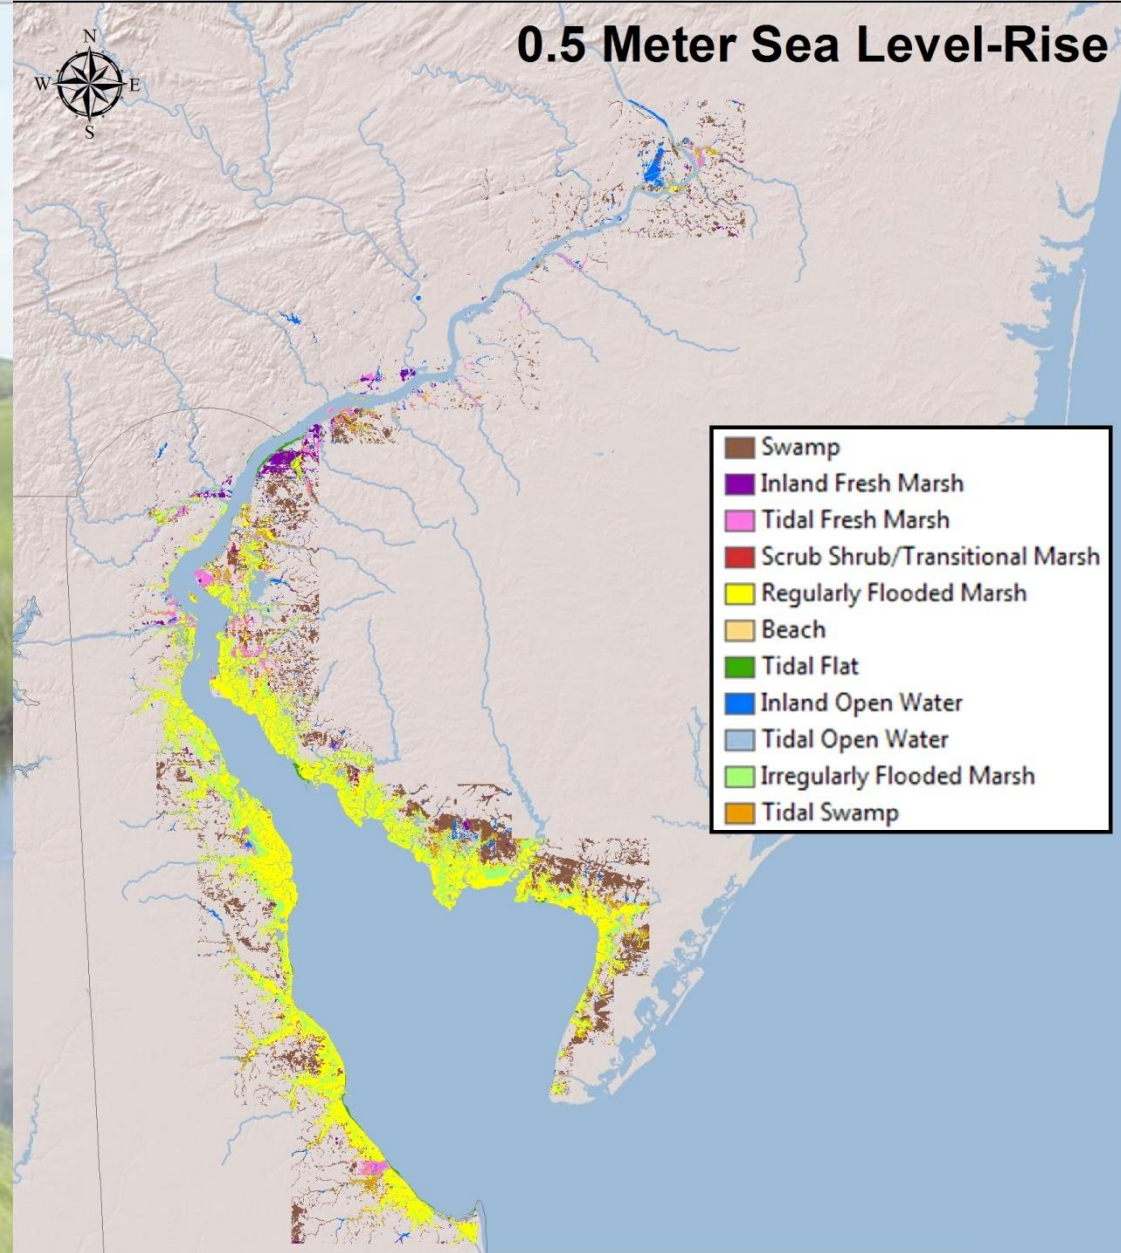 0.5 Meter Sea Level-Rise
N
W
E
S
Swamp
Inland Fresh Marsh
Tidal Fresh Marsh
Scrub Shrub/Transitional Marsh
Regularly Flooded Marsh
Beach
Tidal Flat
Inland Open Water
Tidal Open Water
Irregularly Flooded Marsh
Tidal Swamp